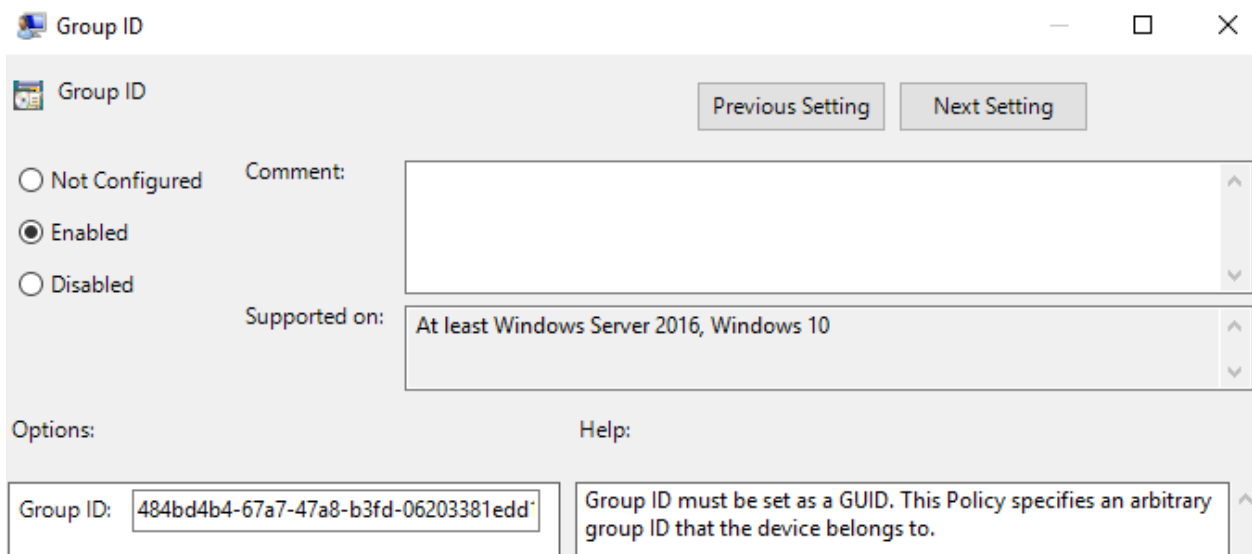 Group ID
Group ID
Previous Setting
Next Setting
Not Configured
Comment:
Enabled
Disabled
Supported on:
At least Windows Server 2016, Windows 10
Options:
Help:
Group ID:
484bd4b4-67a7-47a8-b3fd-06203381edd
Group ID must be set as a GUID. This Policy specifies an arbitrary
group ID that the device belongs to.